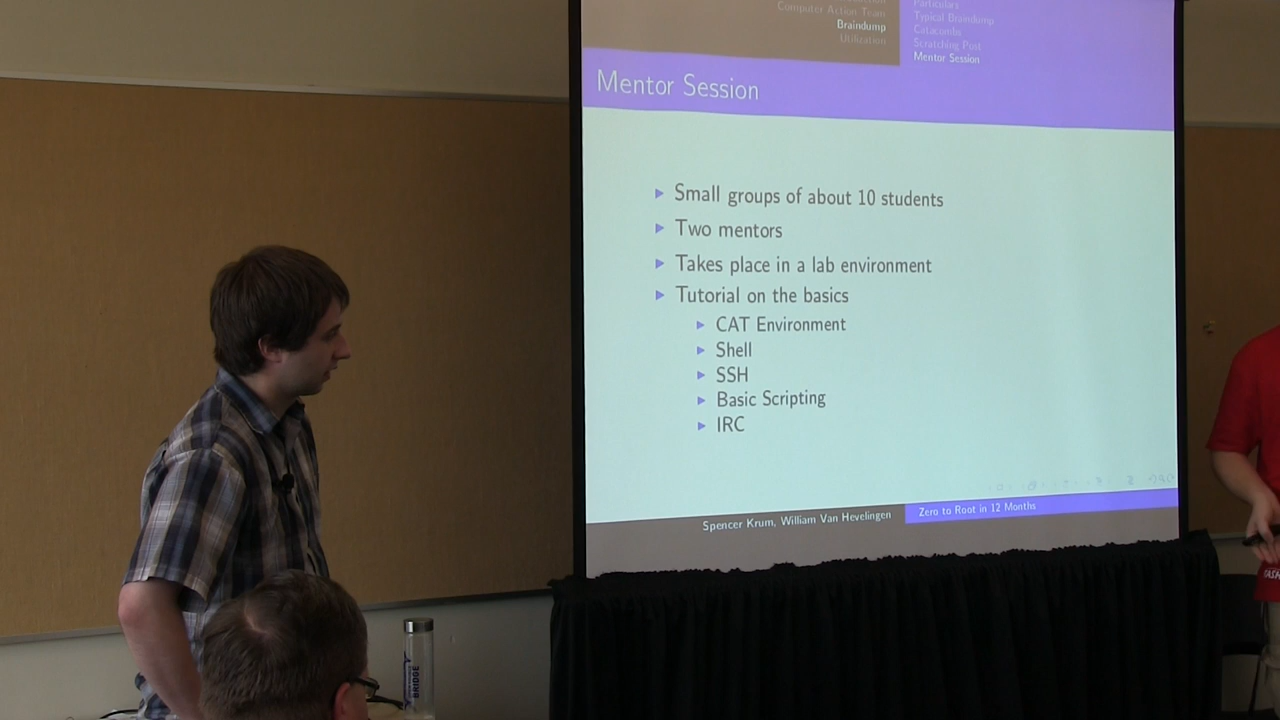 Computer Action Team
Braindump
Utilization
Particulars
Typical Braindump
Catacombs
Scratching Post
Mentor Session
Mentor Session
Small groups of about 10 students
Two mentors
Takes place in a lab environment
Tutorial on the basics
CAT Environment
Shell
SSH
Basic Scripting
IRC
Spencer Krum, William Van Hevelingen
Zero to Root in 12 Months
BRIDGE